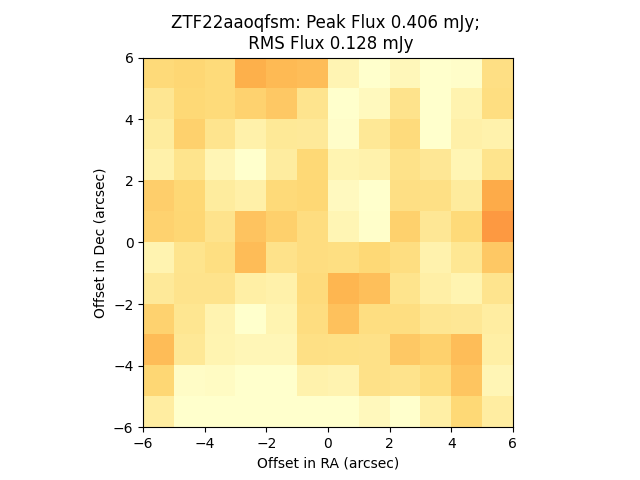 ZTF22aaoqfsm: Peak Flux 0.406 mJy;
RMS Flux 0.128 mJy
6
4
2
0
−2
−4
−6
Offset in Dec (arcsec)
−6 −4 −2 0 2 4 6
Offset in RA (arcsec)